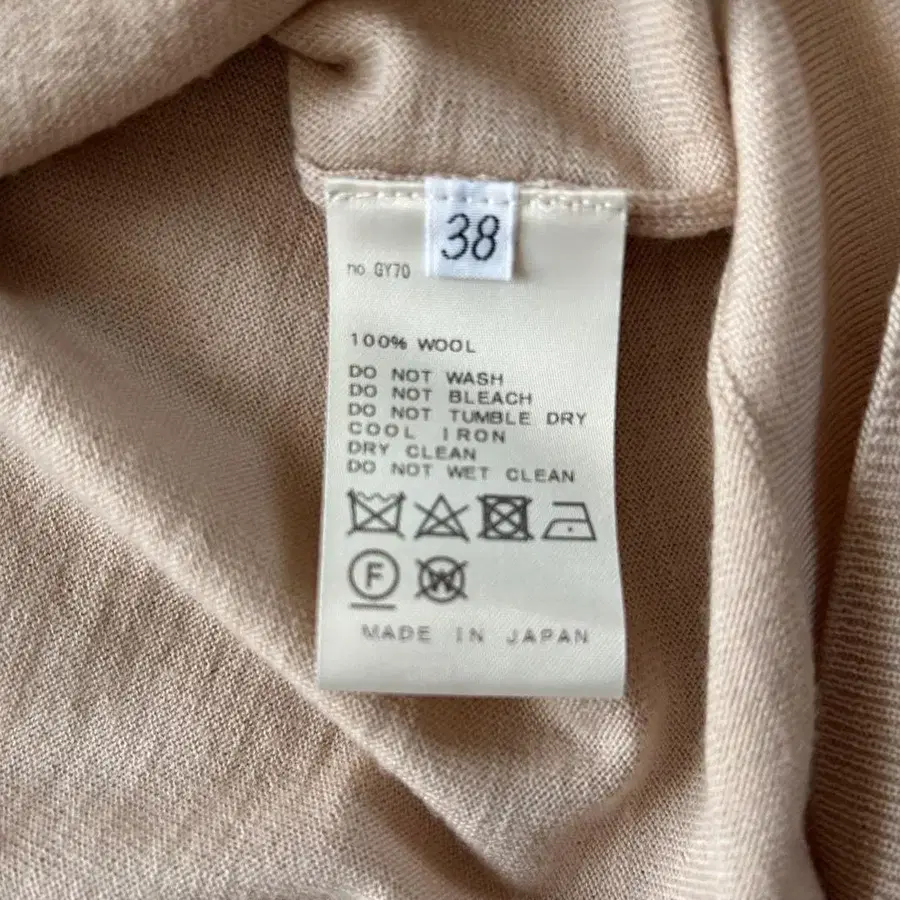 38
no GY70
100% WOOL
DO NOT WASH
DO NOT BLEACH
DO NOT TUMBLE DRY
COOL IRON
DRY CLEAN
DO NOT WET CLEAN
F W
MADE IN JAPAN